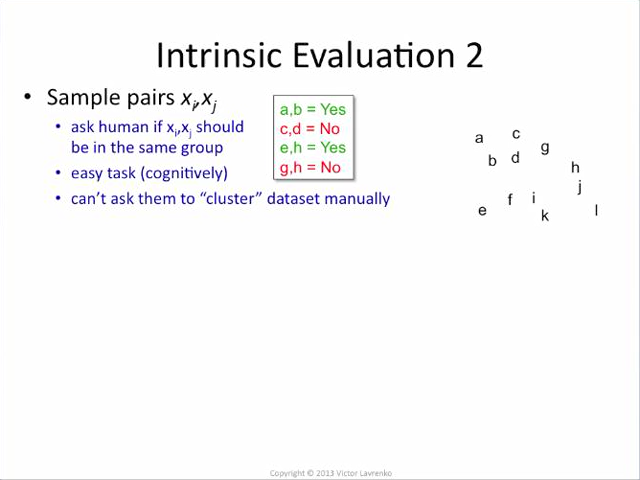 Intrinsic Evaluation 2
• Sample pairs xi,xj
• ask human if xi,xj should
be in the same group
• easy task (cognitively)
• can't ask them to “cluster” dataset manually
a,b = Yes
c,d = No
e,h = Yes
g,h = No
a
c
g
b
d
h
j
f
i
e
k
l
Copyright © 2013 Victor Lavrenko